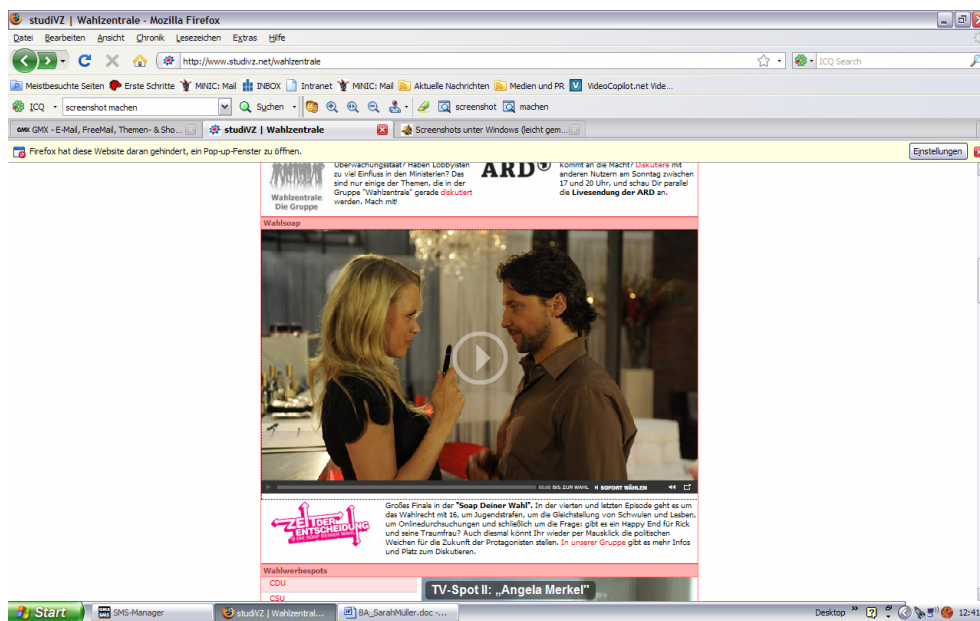 studiVZ | Wahlzentrale - Mozilla Firefox
Datei Bearbeiten Ansicht Chronik Lesezeichen Extras Hilfe
http://www.studivz.net/wahlzentrale
ICQ Search
Meistbesuchte Seiten Erste Schritte MINIC: Mail INBOX Intranet MINIC: Mail Aktuelle Nachrichten Medien und PR VideoCopilot.net Vide...
ICQ screenshot machen Suchen screenshot machen
GMX GMX - E-Mail, FreeMail, Themen- & Sho... studiVZ | Wahlzentrale Screenshots unter Windows (leicht gem...
Firefox hat diese Website daran gehindert, ein Pop-up-Fenster zu öffnen. Einstellungen
Wahlzentrale
Die Gruppe
Überwachungsstaat? Haben Lobbyisten
zu viel Einfluss in den Ministerien? Das
sind nur einige der Themen, die in der
Gruppe "Wahlzentrale" gerade diskutiert
werden. Mach mit!
ARD
kommt an die Macht? Diskutiere mit
anderen Nutzern am Sonntag zwischen
17 und 20 Uhr, und schau Dir parallel
die Livesendung der ARD an.
Wahlsoap
00:00 BIS ZUR WAHL SOFORT WÄHLEN
ZEIT DER
ENTSCHEIDUNG
DIE SOAP DEINER WAHL
Großes Finale in der "Soap Deiner Wahl". In der vierten und letzten Episode geht es um
das Wahlrecht mit 16, um Jugendstrafen, um die Gleichstellung von Schwulen und Lesben,
um Onlinedurchsuchungen und schließlich um die Frage: gibt es ein Happy End für Rick
und seine Traumfrau? Auch diesmal könnt Ihr wieder per Mausklick die politischen
Weichen für die Zukunft der Protagonisten stellen. In unserer Gruppe gibt es mehr Infos
und Platz zum Diskutieren.
Wahlwerbespots
CDU
CSU
TV-Spot II: „Angela Merkel"
Start SMS-Manager studiVZ | Wahlzentral... BA_SarahMüller.doc -... Desktop 12:41